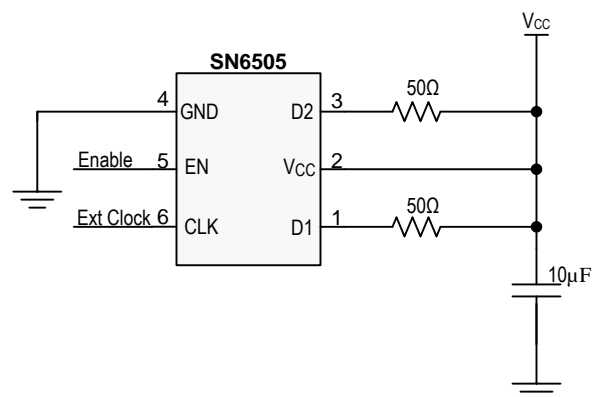 VCC
SN6505
50Ω
4 GND D2 3
Enable 5 EN VCC 2
50Ω
Ext Clock 6 CLK D1 1
10µF